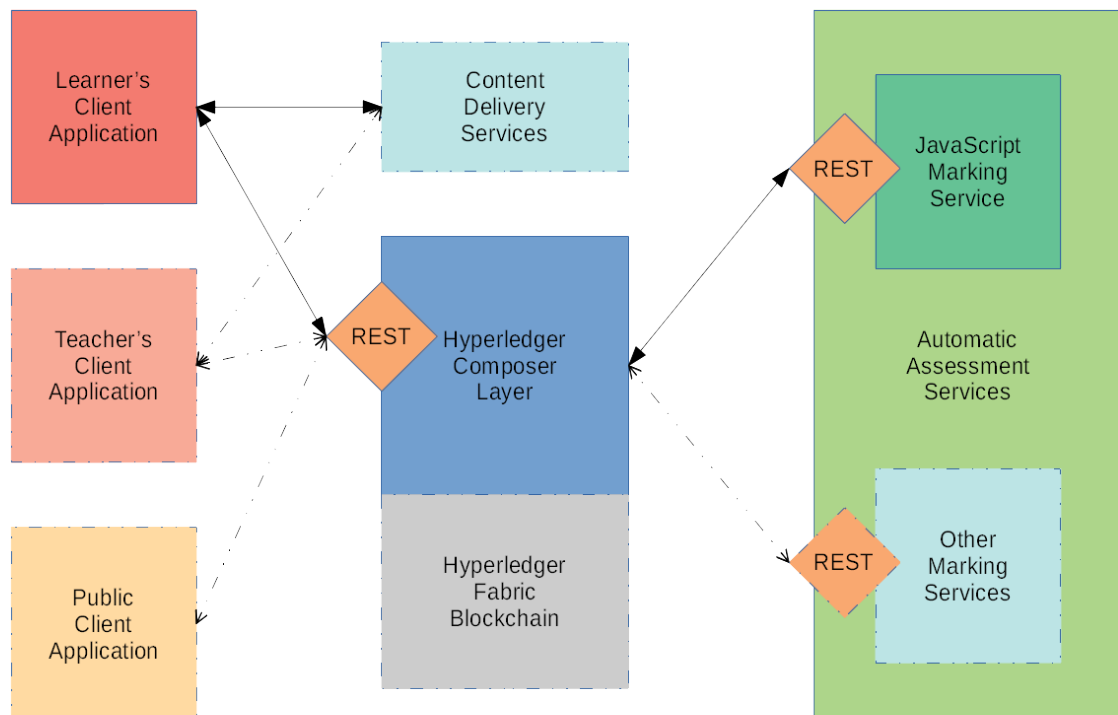 Learner’s
Client
Application
Content
Delivery
Services
REST
JavaScript
Marking
Service
Teacher’s
Client
Application
REST
Hyperledger
Composer
Layer
Automatic
Assessment
Services
Public
Client
Application
Hyperledger
Fabric
Blockchain
REST
Other
Marking
Services